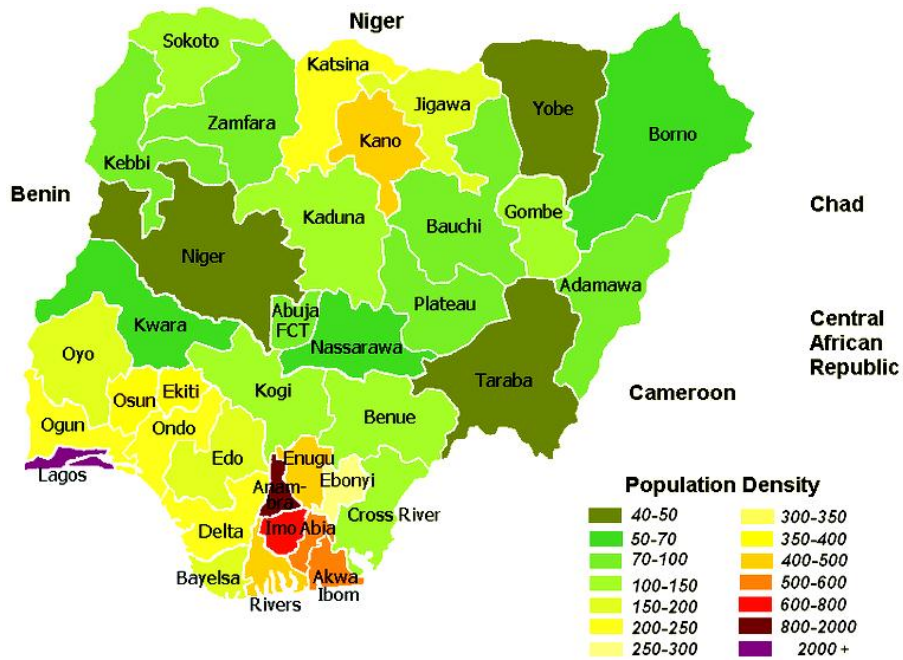 Niger
Sokoto
Katsina
Jigawa
Zamfara
Yobe
Kano
Borno
Kebbi
Benin
Kaduna
Gombe
Chad
Bauchi
Niger
Adamawa
Plateau
Abuja
FCT
Kwara
Nassarawa
Central
African
Republic
Oyo
Taraba
Cameroon
Kogi
Ekiti
Osun
Benue
Ogun
Ondo
Edo
Enugu
Lagos
Ebonyi
Anam-
bra
Cross River
Delta
Imo
Abia
Bayelsa
Akwa
Ibom
Rivers
Population Density
40-50
50-70
70-100
100-150
150-200
200-250
250-300
300-350
350-400
400-500
500-600
600-800
800-2000
2000 +